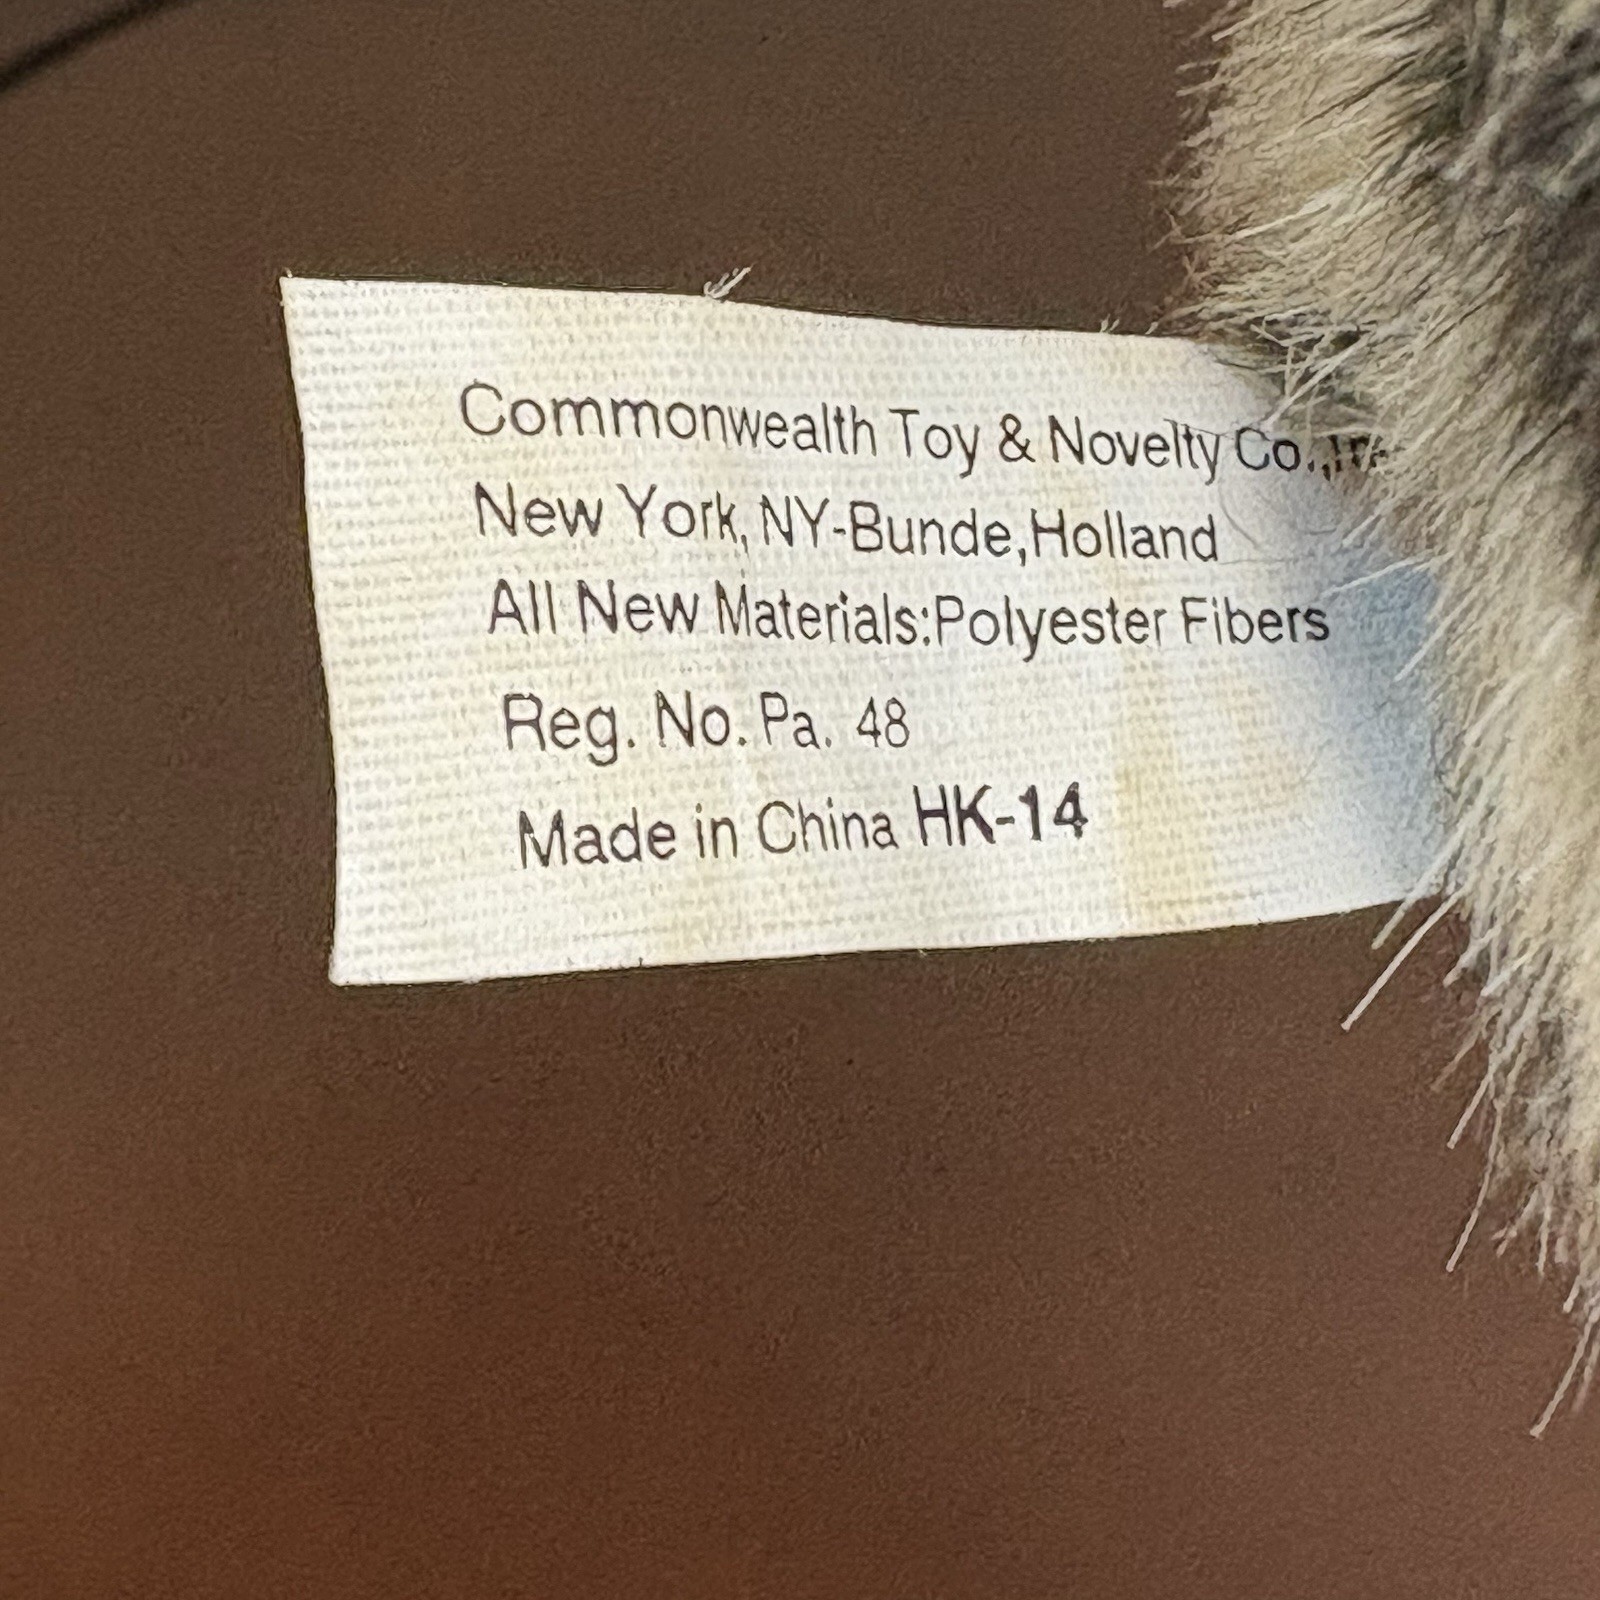 Commonwealth Toy & Novelty Co.,
New York, NY-Bunde,Holland
All New Materials:Polyester Fibers
Reg. No. Pa. 48
Made in China HK-14